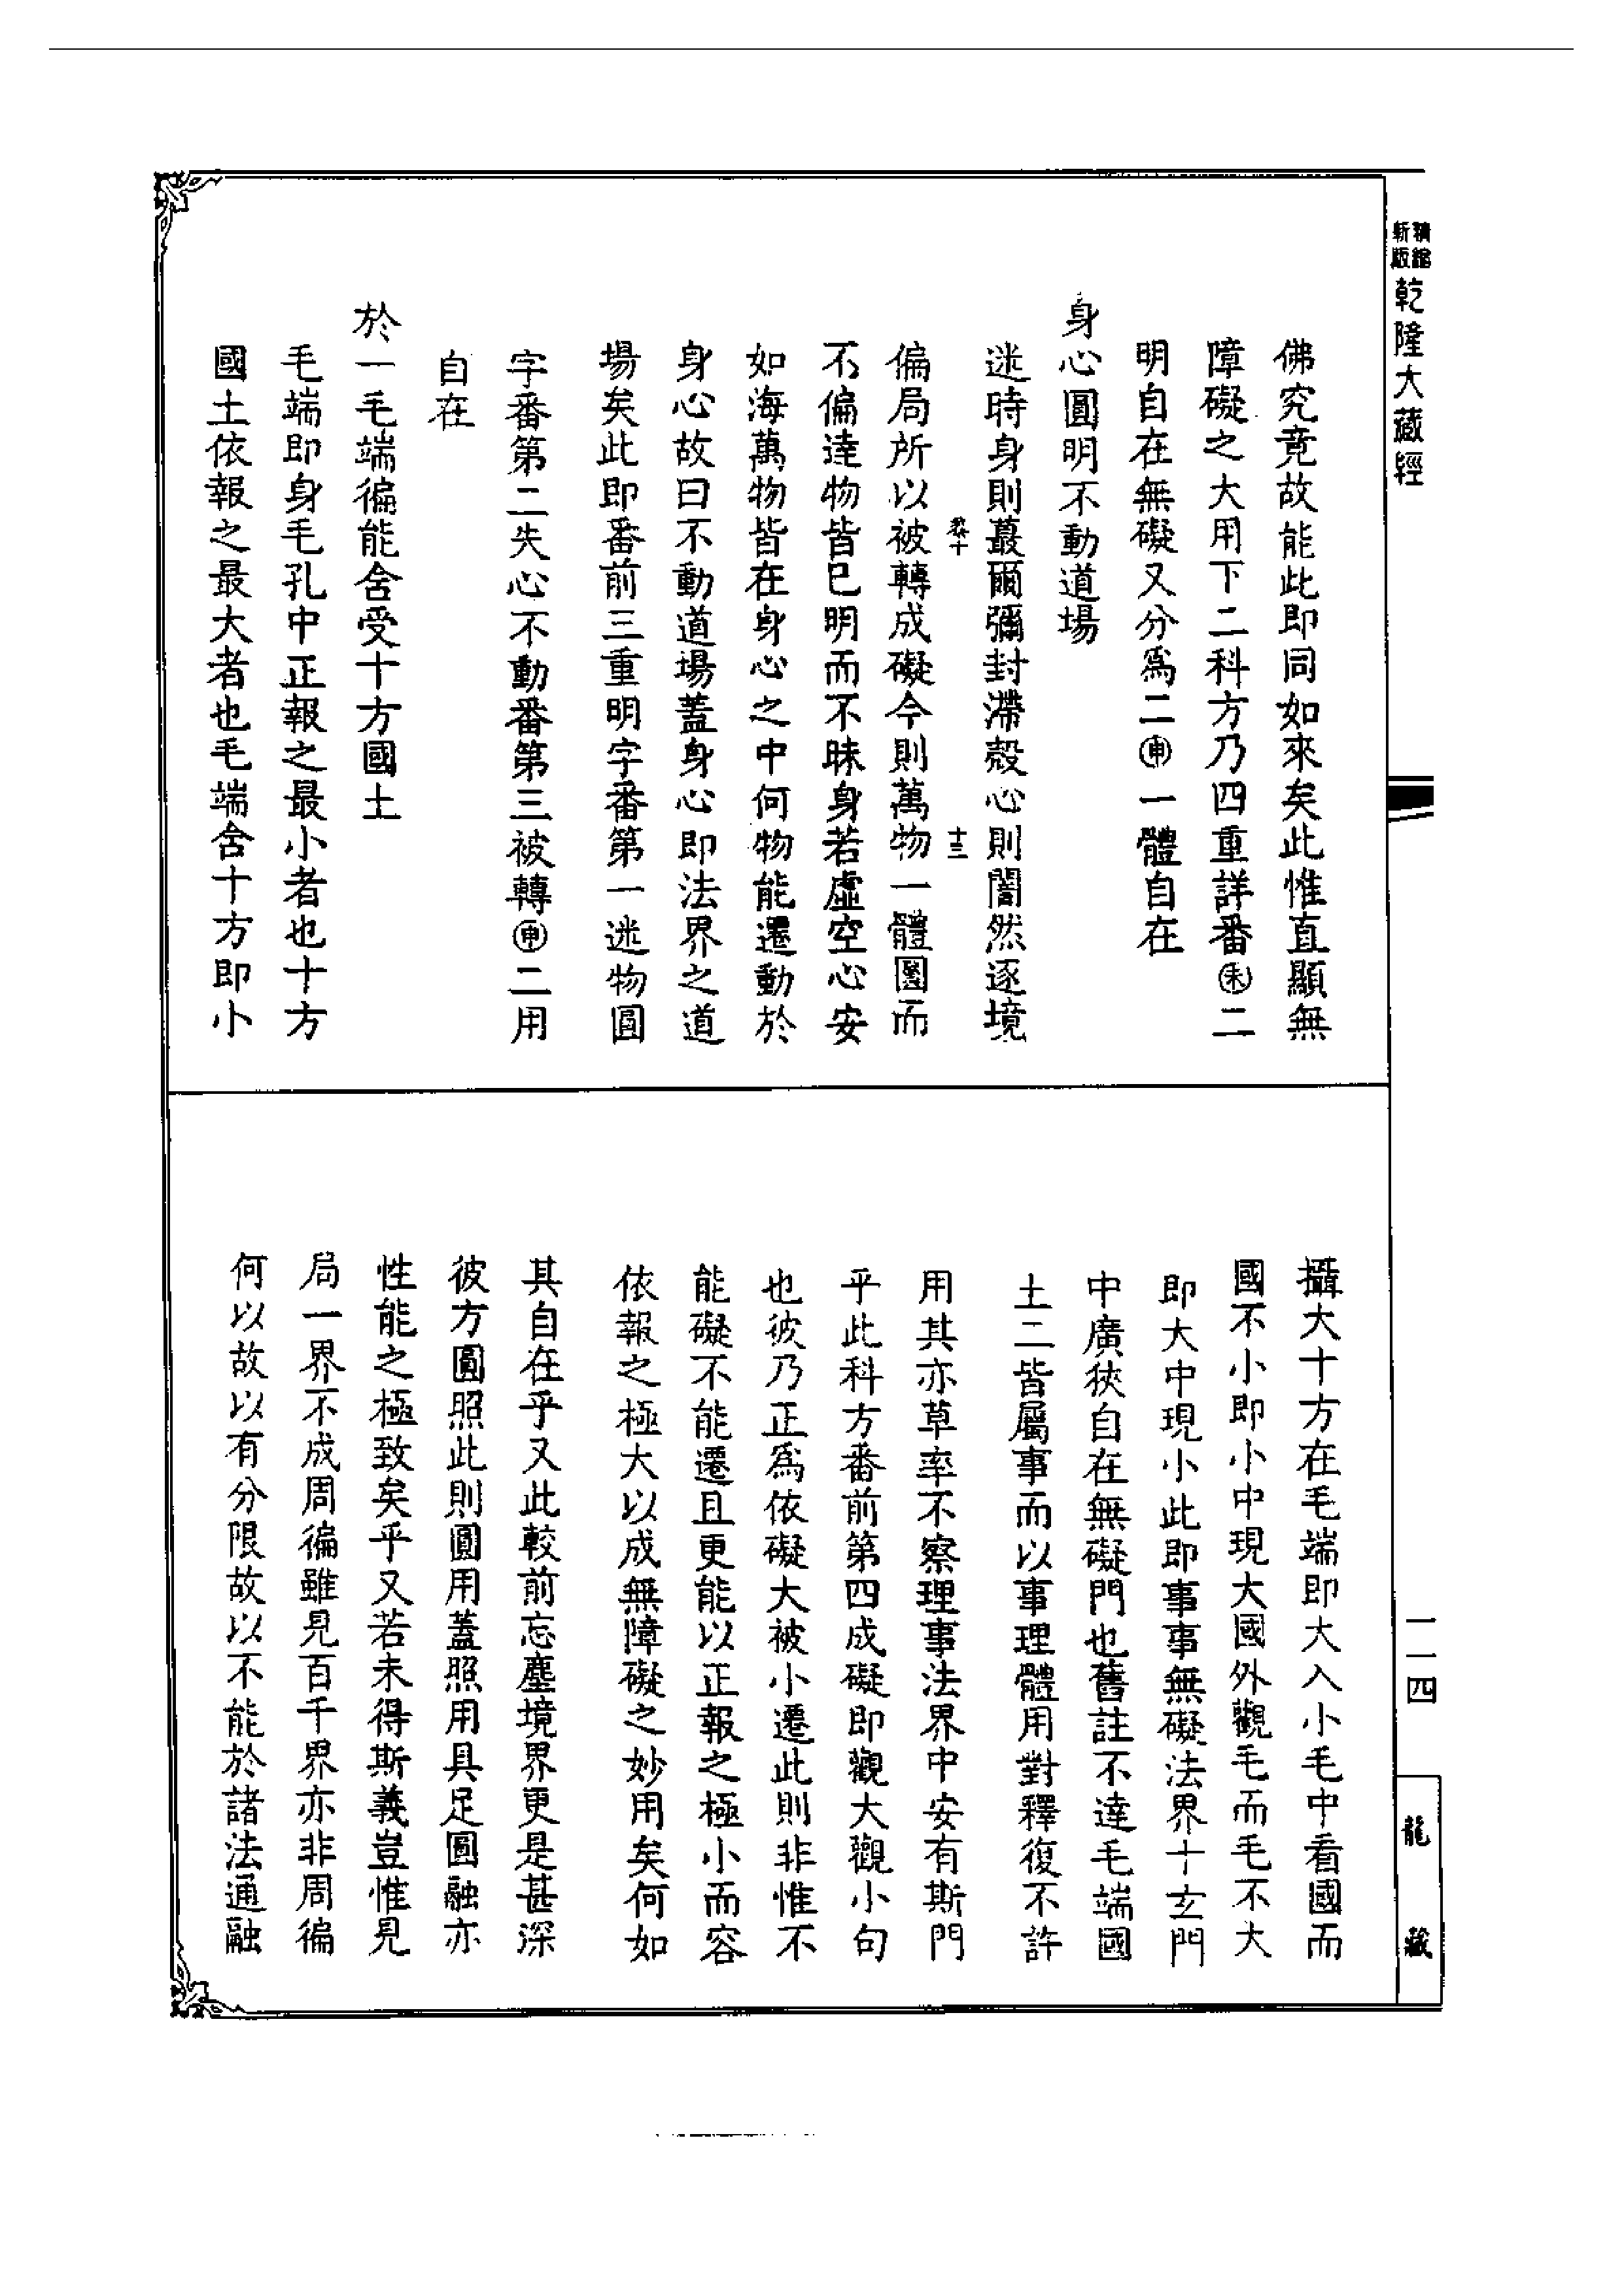 精縮新版乾隆大藏經
一一四
龍藏
佛究竟故能此即同如來矣此惟直顯無
障礙之大用下二科方乃四重詳番㊍二
明自在無礙又分為二㊥一體自在
身心圓明不動道場
迷時身則蕞爾彌封滯殼心則闇然逐境
十三
偏局所以被轉成礙今則萬物一體圓而
不偏達物皆已明而不昧身若虛空心安
如海萬物皆在身心之中何物能遷動於
身心故曰不動道場蓋身心即法界之道
場矣此即番前三重明字番第一迷物圓
字番第二失心不動番第三被轉㊥二用
自在
於一毛端徧能含受十方國土
毛端即身毛孔中正報之最小者也十方
國土依報之最大者也毛端含十方即小
攝大十方在毛端即大入小毛中看國而
國不小即小中現大國外觀毛而毛不大
即大中現小此即事事無礙法界十玄門
中廣狹自在無礙門也舊註不達毛端國
土二皆屬事而以事理體用對釋復不許
用其亦草率不察理事法界中安有斯門
乎此科方番前第四成礙即觀大觀小句
也彼乃正為依礙大被小遷此則非惟不
能礙不能遷且更能以正報之極小而容
依報之極大以成無障礙之妙用矣何如
其自在乎又此較前忘塵境界更是甚深
彼方圓照此則圓用蓋照用具足圓融亦
性能之極致矣乎又若未得斯義豈惟見
局一界不成周徧雖見百千界亦非周徧
何以故以有分限故以不能於諸法通融